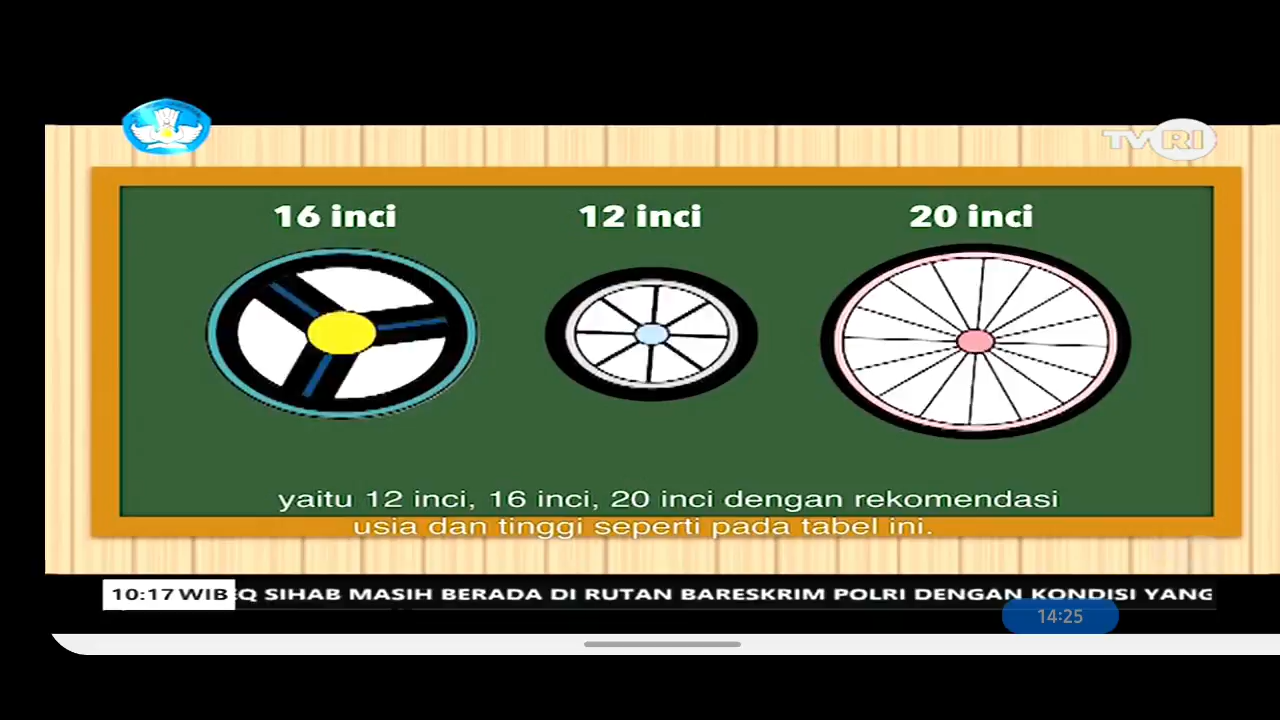 TVRI
16 inci
12 inci
20 inci
yaitu 12 inci, 16 inci, 20 inci dengan rekomendasi
usia dan tinggi seperti pada tabel ini.
10:17 WIB EQ SIHAB MASIH BERADA DI RUTAN BARESKRIM POLRI DENGAN KONDISI YANG
14:25